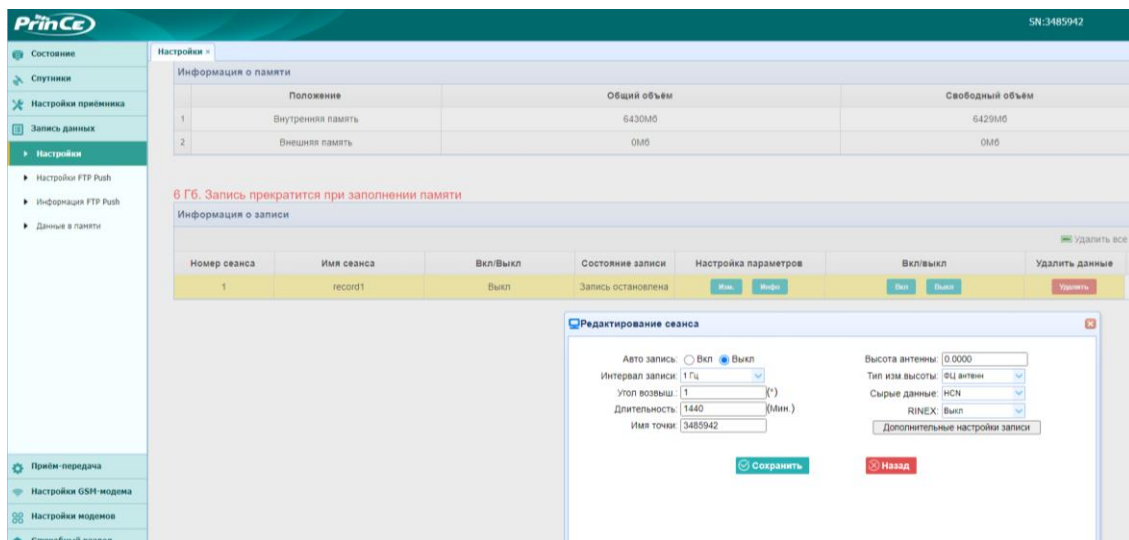 PrinCe
SN:3485942
Состояние
Спутники
Настройки приёмника
Запись данных
Настройки
Настройки FTP Push
Информация FTP Push
Данные в памяти
Приём-передача
Настройки GSM-модема
Настройки модемов
Настройки ×
Информация о памяти
Положение Общий объём Свободный объём
1 Внутренняя память 6430Мб 6429Мб
2 Внешняя память 0Мб 0Мб
6 Гб. Запись прекратится при заполнении памяти
Информация о записи
Удалить все
Номер сеанса Имя сеанса Вкл/Выкл Состояние записи Настройка параметров Вкл/выкл Удалить данные
1 record1 Выкл Запись остановлена Изм. Инфо Вкл Выкл Удалить
Редактирование сеанса
Авто запись: Вкл Выкл Высота антенны: 0.0000
Интервал записи: 1 Гц Тип изм.высоты: ФЦ антенн
Угол возвыш.: 1 (°) Сырые данные: HCN
Длительность: 1440 (Мин.) RINEX: Выкл
Имя точки: 3485942 Дополнительные настройки записи
Сохранить Назад